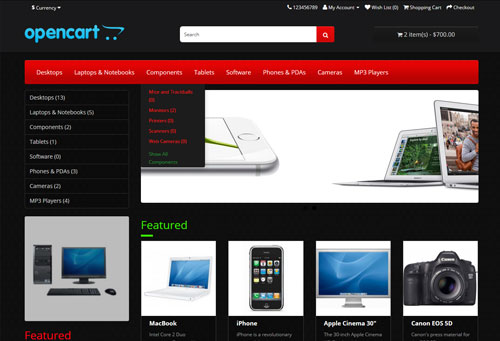 $ Currency
123456789 My Account Wish List (0) Shopping Cart Checkout
opencart
Search
2 item(s) - $700.00
Desktops Laptops & Notebooks Components Tablets Software Phones & PDAs Cameras MP3 Players
Mice and Trackballs
(0)
Monitors (2)
Printers (0)
Scanners (0)
Web Cameras (0)
Show All
Components
Desktops (13)
Laptops & Notebooks (5)
Components (2)
Tablets (1)
Software (0)
Phones & PDAs (3)
Cameras (2)
MP3 Players (4)
Featured
Canon
MacBook
iPhone
Apple Cinema 30"
Canon EOS 5D
Intel Core 2 Duo
iPhone is a revolutionary
The 30-inch Apple Cinema
Canon's press material for
Featured